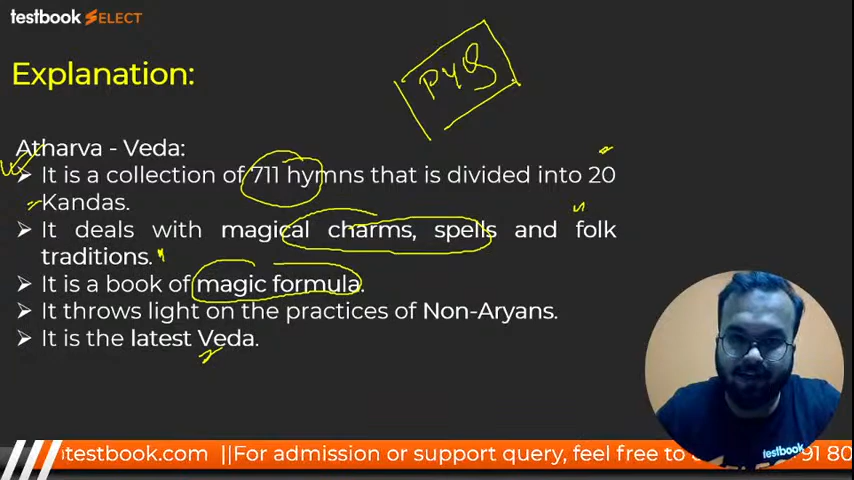 testbook SELECT
PYQ
Explanation:
Atharva - Veda:
➤ It is a collection of 711 hymns that is divided into 20
Kandas.
➤ It deals with magical charms, spells and folk
traditions.
➤ It is a book of magic formula.
➤ It throws light on the practices of Non-Aryans.
➤ It is the latest Veda.
testbook
testbook.com ||For admission or support query, feel free to 91 80